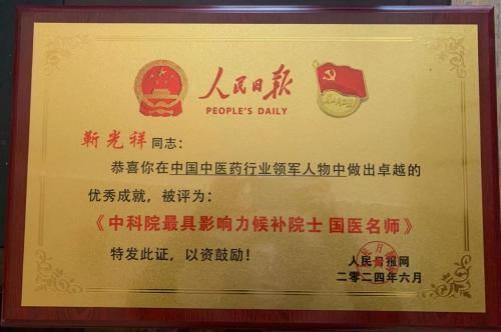 人民日报
PEOPLE'S DAILY
靳光祥同志：
恭喜你在中国中医药行业领军人物中做出卓越的
优秀成就，被评为：
《中科院最具影响力候补院士 国医名师》
特发此证，以资鼓励！
人民日报网
二零二四年六月